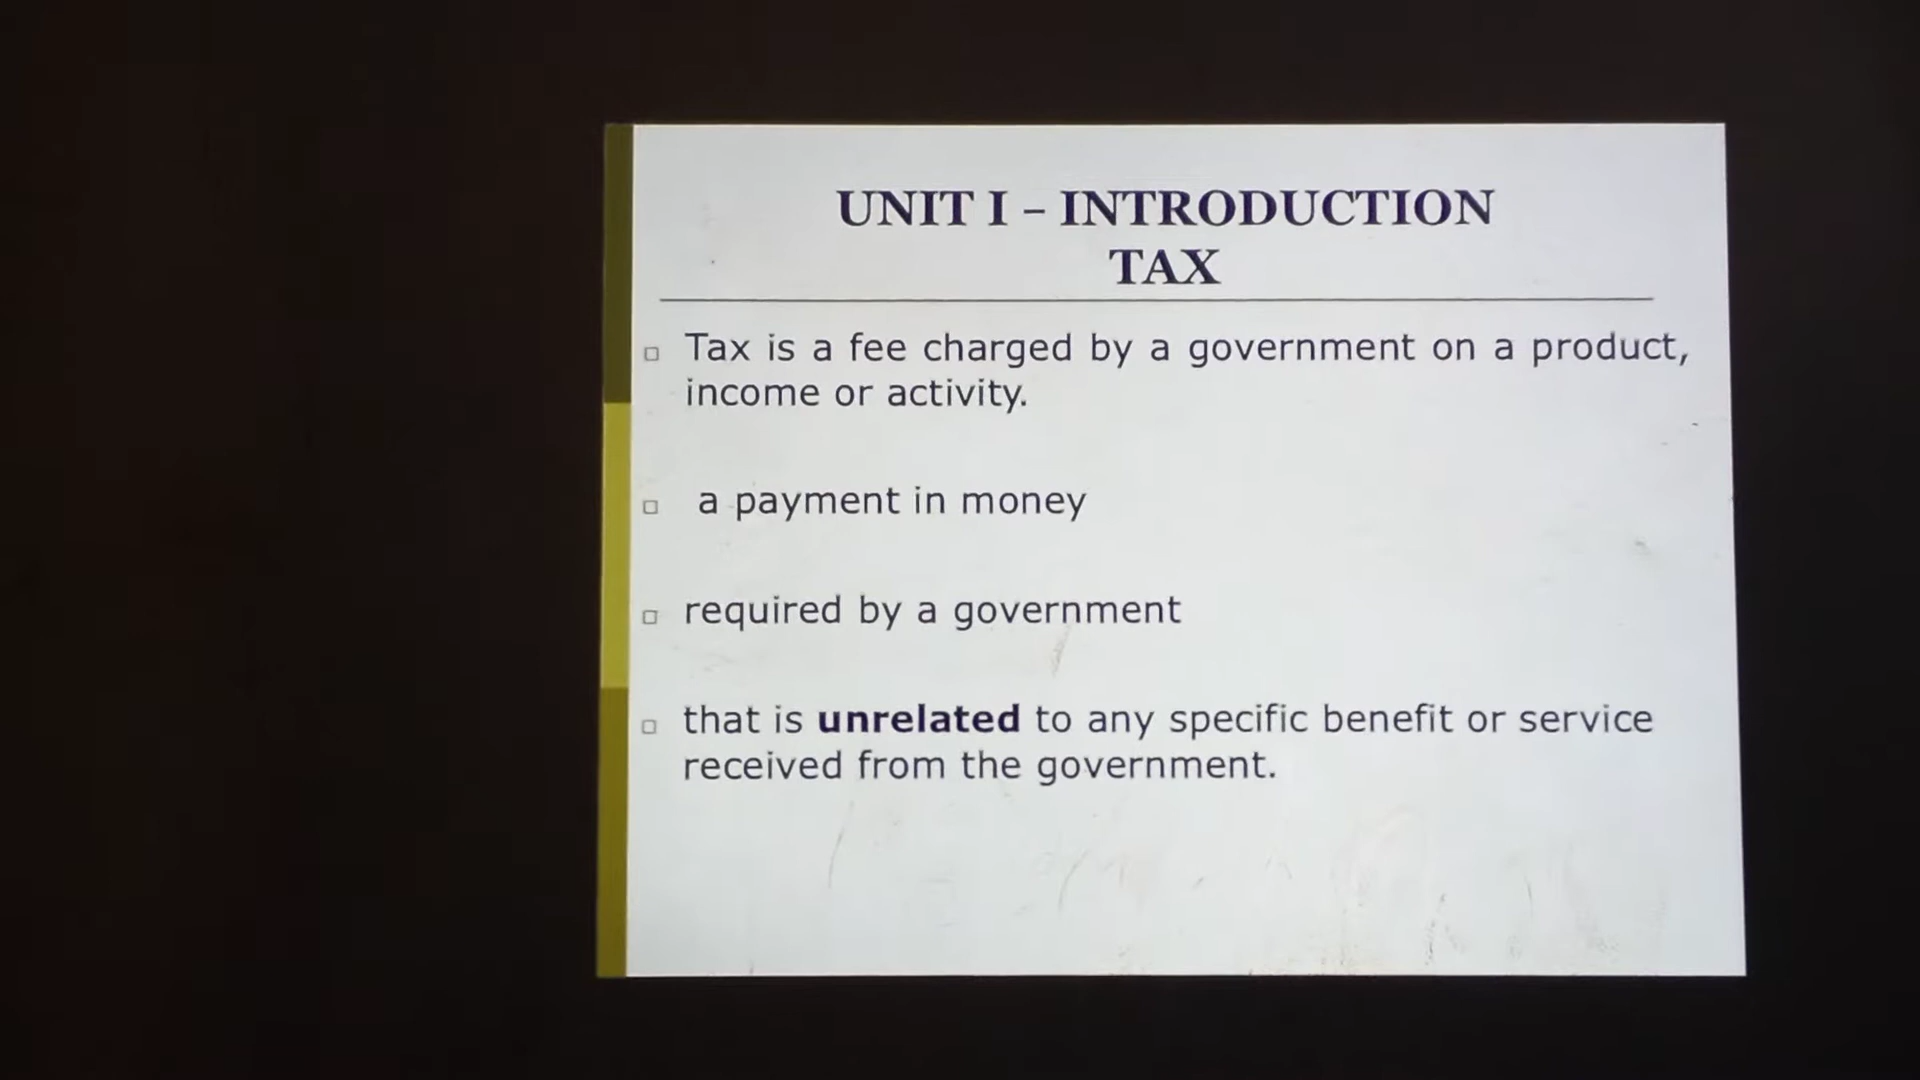 UNIT I – INTRODUCTION
TAX
Tax is a fee charged by a government on a product,
income or activity.
a payment in money
required by a government
that is unrelated to any specific benefit or service
received from the government.